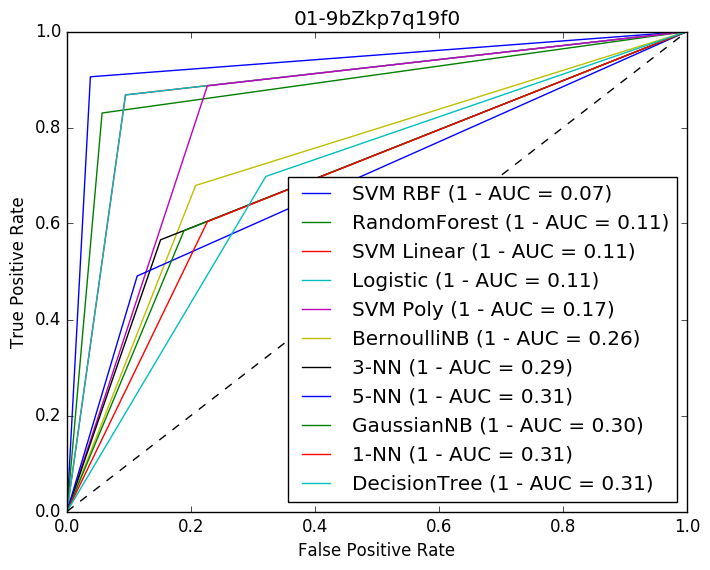 01-9bZkp7q19f0
1.0
0.8
0.6
0.4
0.2
0.0
True Positive Rate
SVM RBF (1 - AUC = 0.07)
RandomForest (1 - AUC = 0.11)
SVM Linear (1 - AUC = 0.11)
Logistic (1 - AUC = 0.11)
SVM Poly (1 - AUC = 0.17)
BernoulliNB (1 - AUC = 0.26)
3-NN (1 - AUC = 0.29)
5-NN (1 - AUC = 0.31)
GaussianNB (1 - AUC = 0.30)
1-NN (1 - AUC = 0.31)
DecisionTree (1 - AUC = 0.31)
0.0 0.2 0.4 0.6 0.8 1.0
False Positive Rate